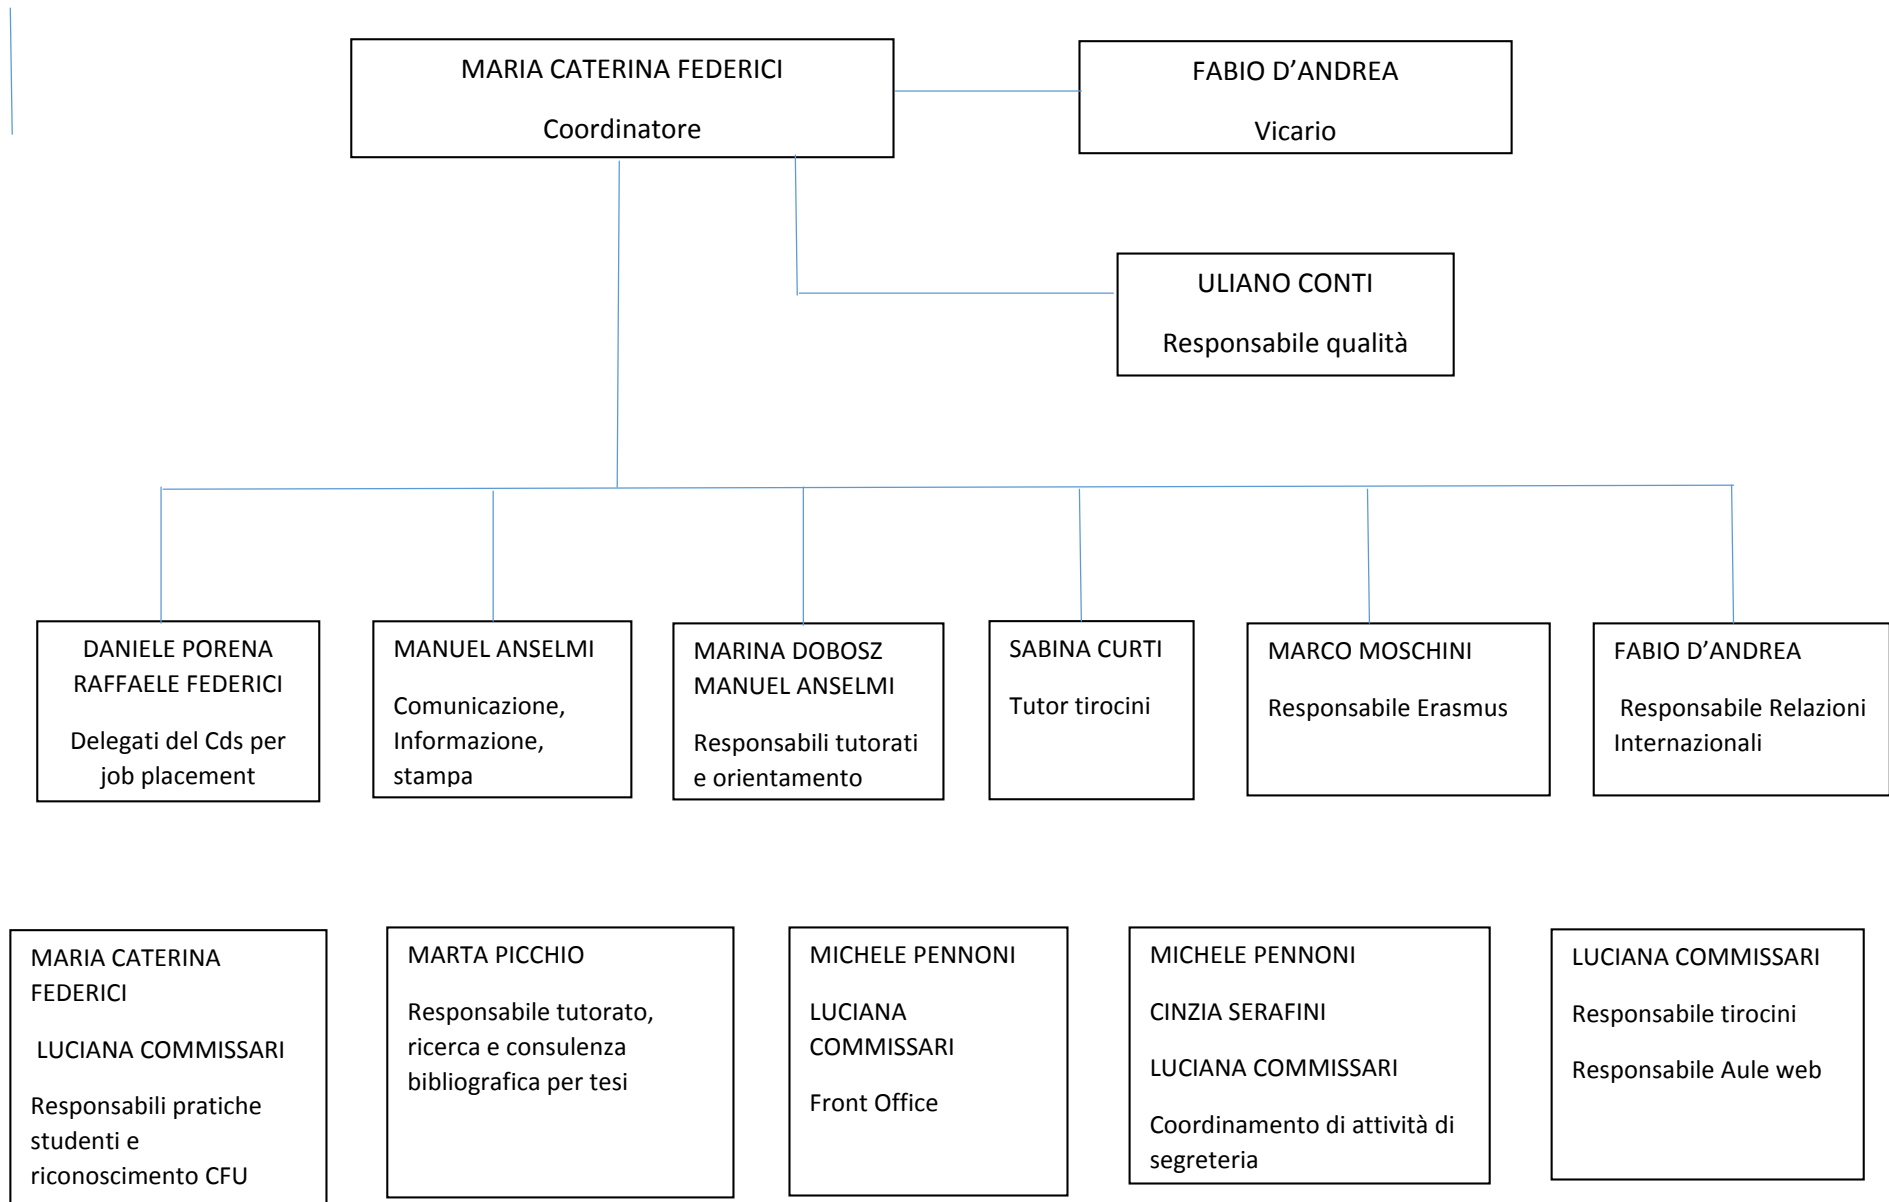 MARIA CATERINA FEDERICI
Coordinatore
FABIO D’ANDREA
Vicario
ULIANO CONTI
Responsabile qualità
DANIELE PORENA
RAFFAELE FEDERICI
Delegati del Cds per
job placement
MANUEL ANSELMI
Comunicazione,
Informazione,
stampa
MARINA DOBOSZ
MANUEL ANSELMI
Responsabili tutorati
e orientamento
SABINA CURTI
Tutor tirocini
MARCO MOSCHINI
Responsabile Erasmus
FABIO D’ANDREA
Responsabile Relazioni
Internazionali
MARIA CATERINA
FEDERICI
LUCIANA COMMISSARI
Responsabili pratiche
studenti e
riconoscimento CFU
MARTA PICCHIO
Responsabile tutorato,
ricerca e consulenza
bibliografica per tesi
MICHELE PENNONI
LUCIANA
COMMISSARI
Front Office
MICHELE PENNONI
CINZIA SERAFINI
LUCIANA COMMISSARI
Coordinamento di attività di
segreteria
LUCIANA COMMISSARI
Responsabile tirocini
Responsabile Aule web